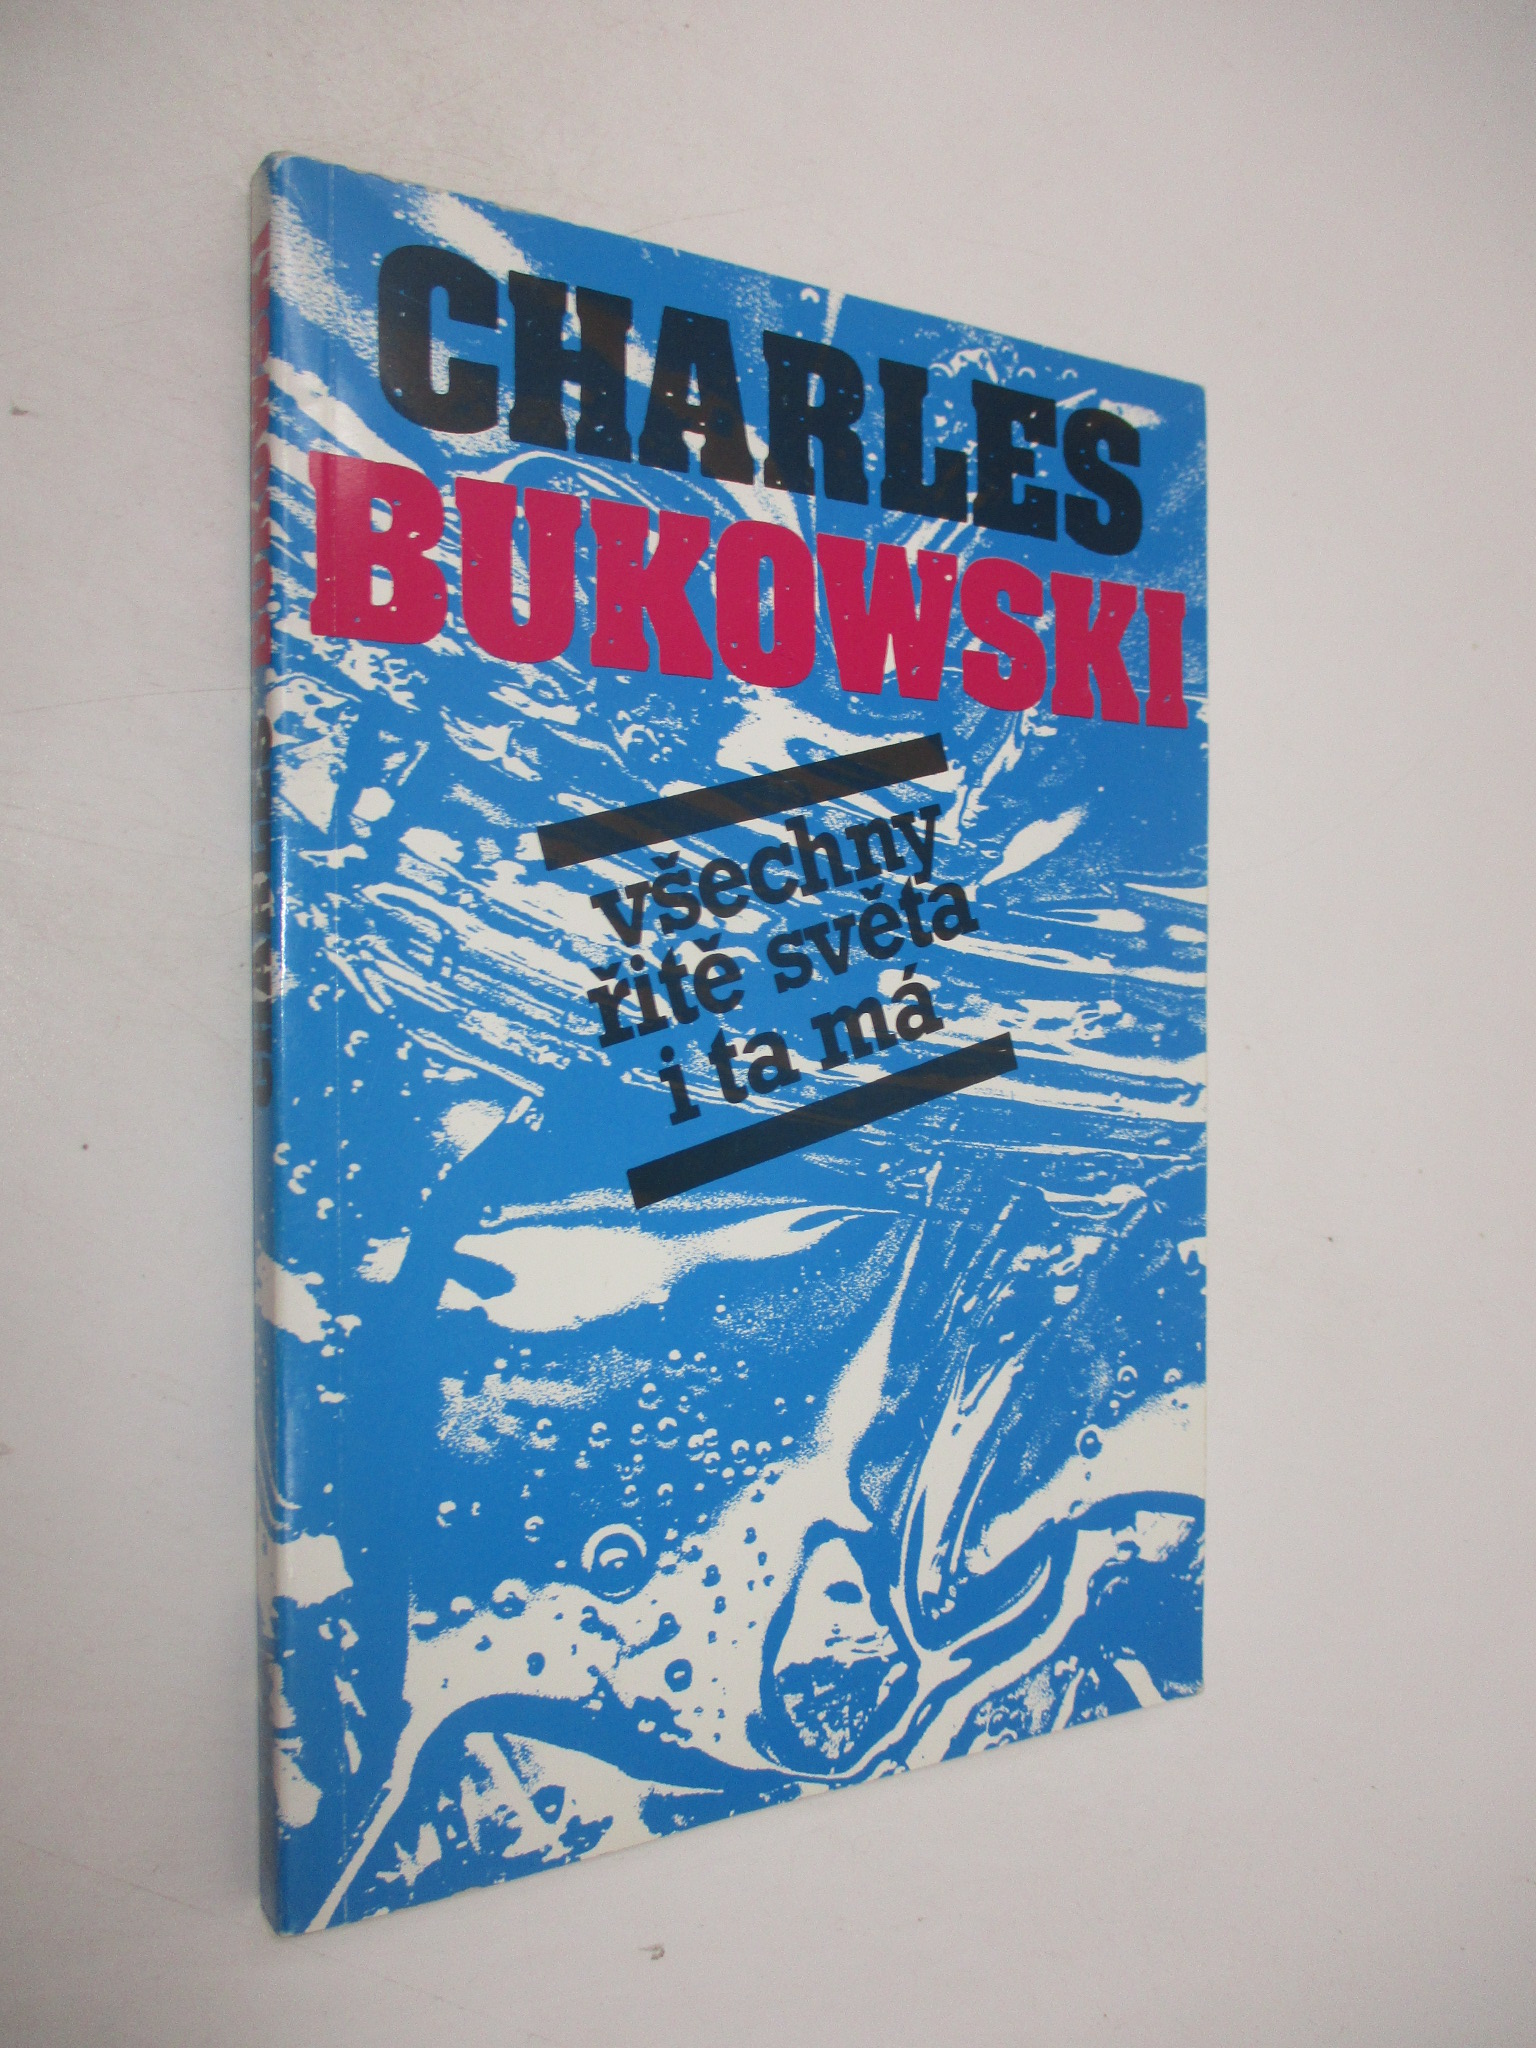 CHARLES
BUKOWSKI
všechny
řitě světa
i ta má